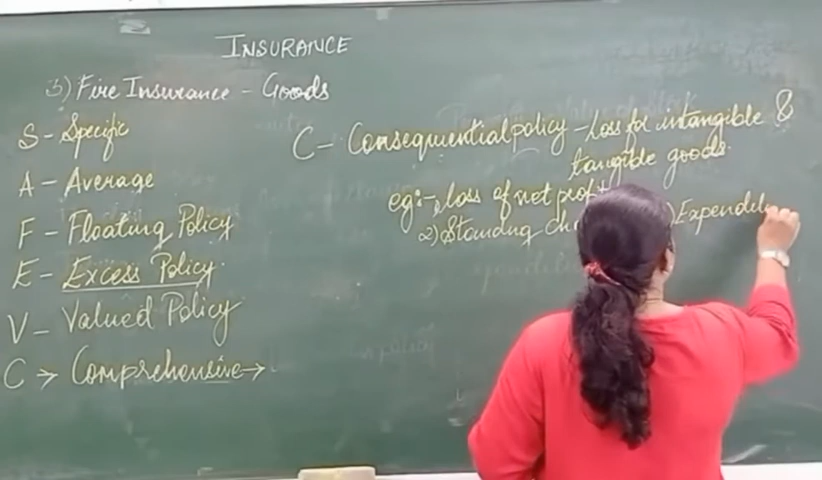 INSURANCE
3) Fire Insurance - Goods
S - Specific
A - Average
F - Floating Policy
E - Excess Policy
V - Valued Policy
C → Comprehensive →
C - Consequential policy - Loss for intangible &
tangible goods.
eg:- loss of net profit
2) Standing Expendit